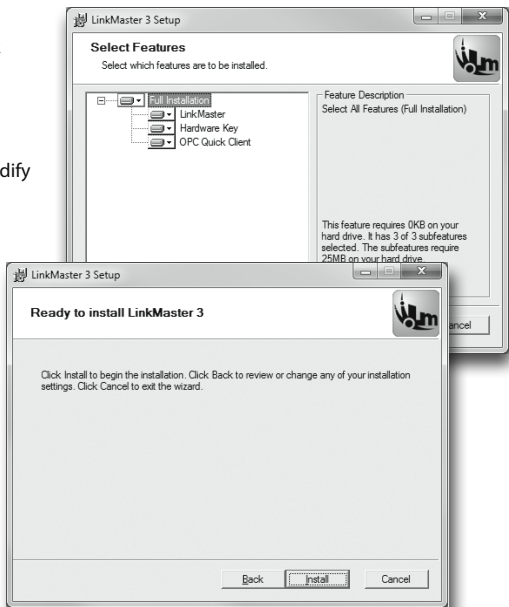 LinkMaster 3 Setup
Select Features
Select which features are to be installed.
Full Installation
LinkMaster
Hardware Key
OPC Quick Client
Feature Description
Select All Features (Full Installation)
This feature requires 0KB on your
hard drive. It has 3 of 3 subfeatures
selected. The subfeatures require
25MB on your hard drive.
dify
ancel
LinkMaster 3 Setup
Ready to install LinkMaster 3
Click Install to begin the installation. Click Back to review or change any of your installation
settings. Click Cancel to exit the wizard.
Back Install Cancel